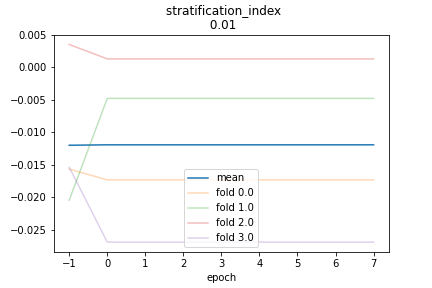 stratification_index
0.01
0.005
0.000
−0.005
−0.010
−0.015
−0.020
−0.025
mean
fold 0.0
fold 1.0
fold 2.0
fold 3.0
−1 0 1 2 3 4 5 6 7
epoch